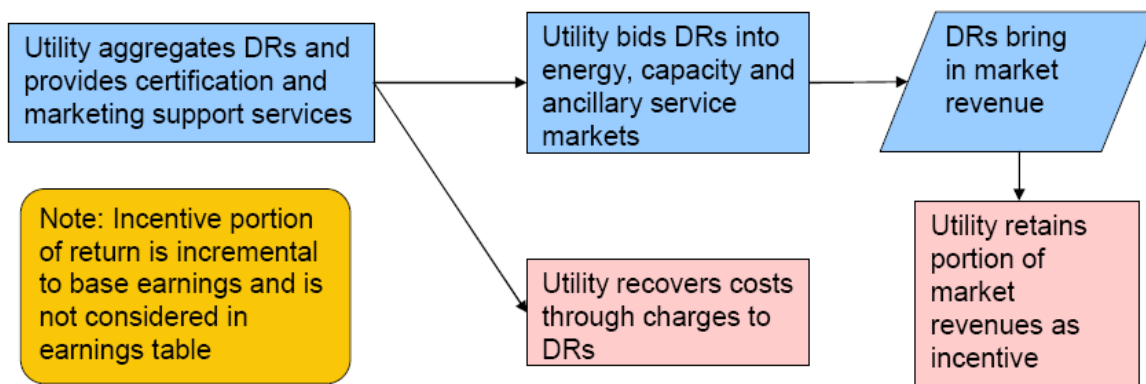 Utility aggregates DRs and
provides certification and
marketing support services
Utility bids DRs into
energy, capacity and
ancillary service
markets
DRs bring
in market
revenue
Note: Incentive portion
of return is incremental
to base earnings and is
not considered in
earnings table
Utility recovers costs
through charges to
DRs
Utility retains
portion of
market
revenues as
incentive